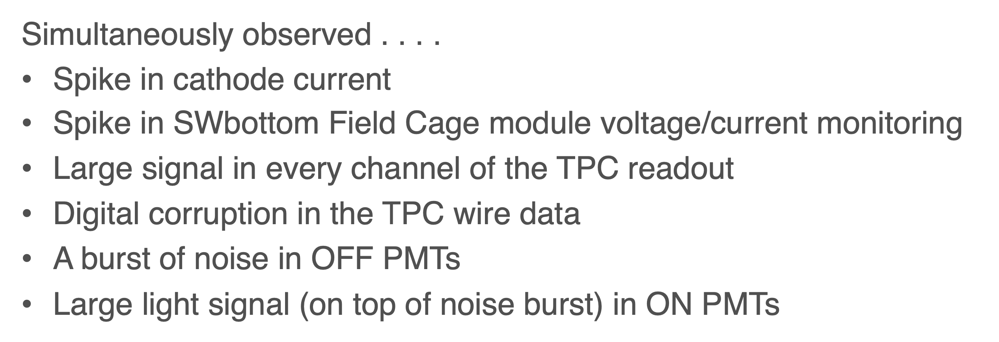 Simultaneously observed . . . .
• Spike in cathode current
• Spike in SWbottom Field Cage module voltage/current monitoring
• Large signal in every channel of the TPC readout
• Digital corruption in the TPC wire data
• A burst of noise in OFF PMTs
• Large light signal (on top of noise burst) in ON PMTs